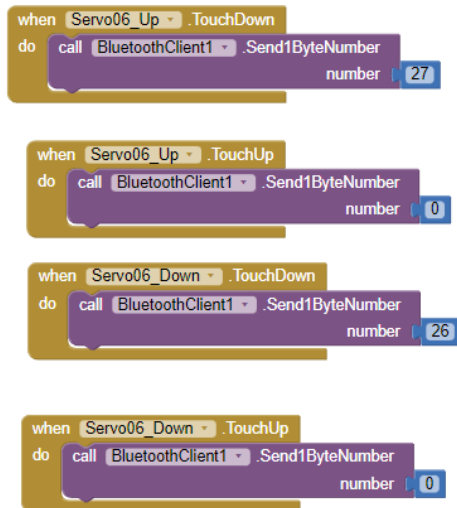 when Servo06_Up .TouchDown
do call BluetoothClient1 .Send1ByteNumber
number 27
when Servo06_Up .TouchUp
do call BluetoothClient1 .Send1ByteNumber
number 0
when Servo06_Down .TouchDown
do call BluetoothClient1 .Send1ByteNumber
number 26
when Servo06_Down .TouchUp
do call BluetoothClient1 .Send1ByteNumber
number 0